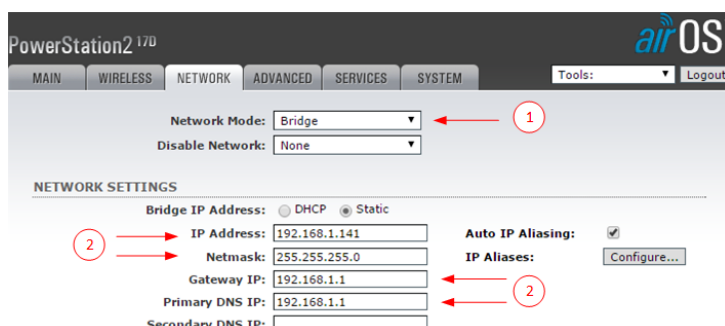 PowerStation2 17D airOS
MAIN WIRELESS NETWORK ADVANCED SERVICES SYSTEM Tools: Logout
Network Mode: Bridge 1
Disable Network: None
NETWORK SETTINGS
Bridge IP Address: DHCP Static
IP Address: 192.168.1.141 Auto IP Aliasing:
2 Netmask: 255.255.255.0 IP Aliases: Configure...
Gateway IP: 192.168.1.1
2
Primary DNS IP: 192.168.1.1
Secondary DNS IP: